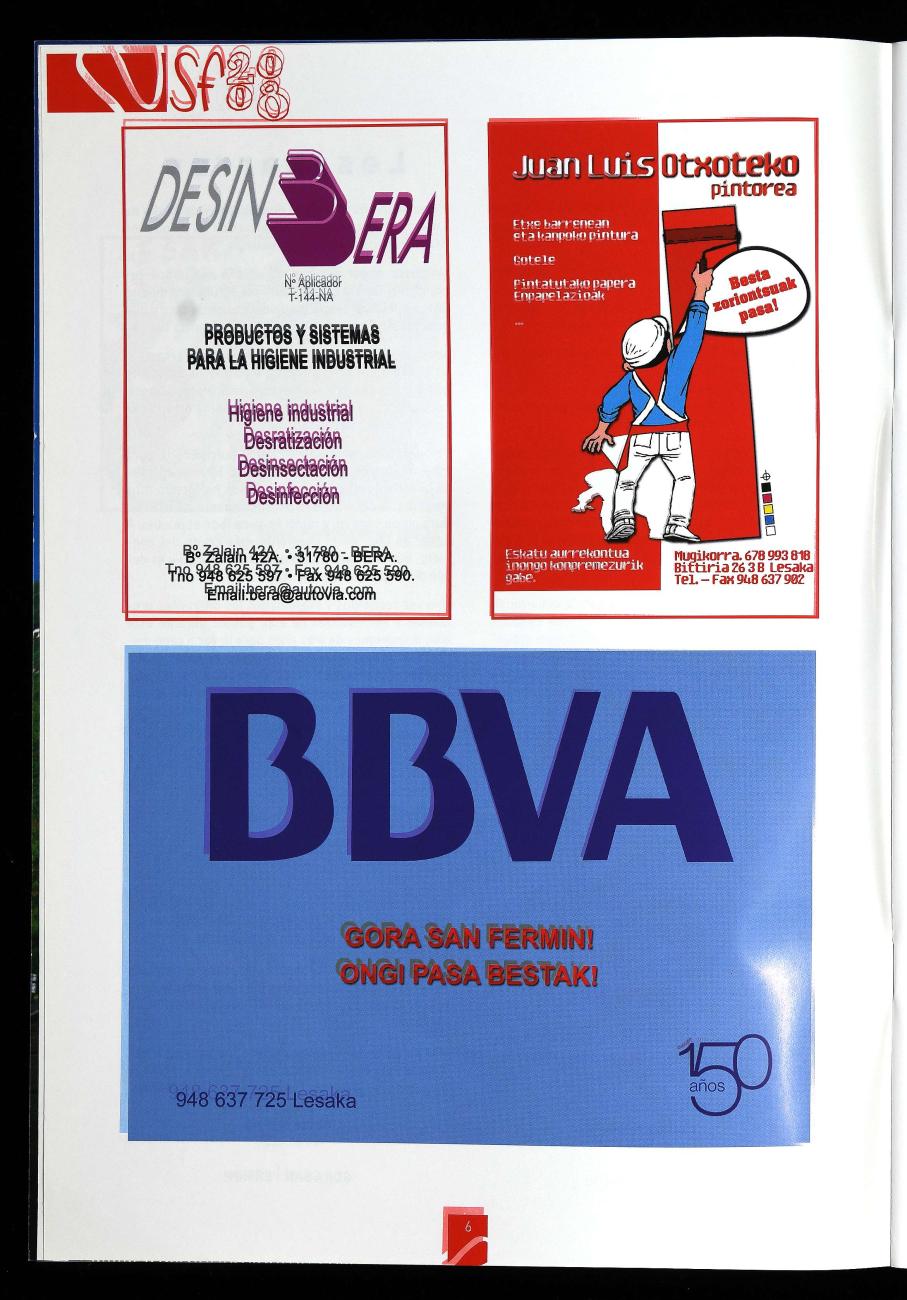 sf 2008
DESINBERA
Nº Aplicador
T-144-NA
PRODUCTOS Y SISTEMAS
PARA LA HIGIENE INDUSTRIAL
Higiene industrial
Desratización
Desinsectación
Desinfección
Bº Zalain 42A. • 31780 - BERA.
Tno 948 625 597 • Fax 948 625 590.
Email:bera@autovia.com
Juan Luis Otxoteko
pintorea
Etxe barrenean
eta kanpoko pintura
Gotele
Pintatutako papera
Enpapelazioak
...
Besta
zoriontsuak
pasa!
Eskatu aurrekontua
inongo konpremezurik
gabe.
Mugikorra. 678 993 818
Bittiria 26 3 B Lesaka
Tel. – Fax 948 637 902
BBVA
GORA SAN FERMIN!
ONGI PASA BESTAK!
948 637 725 Lesaka
150
años
6